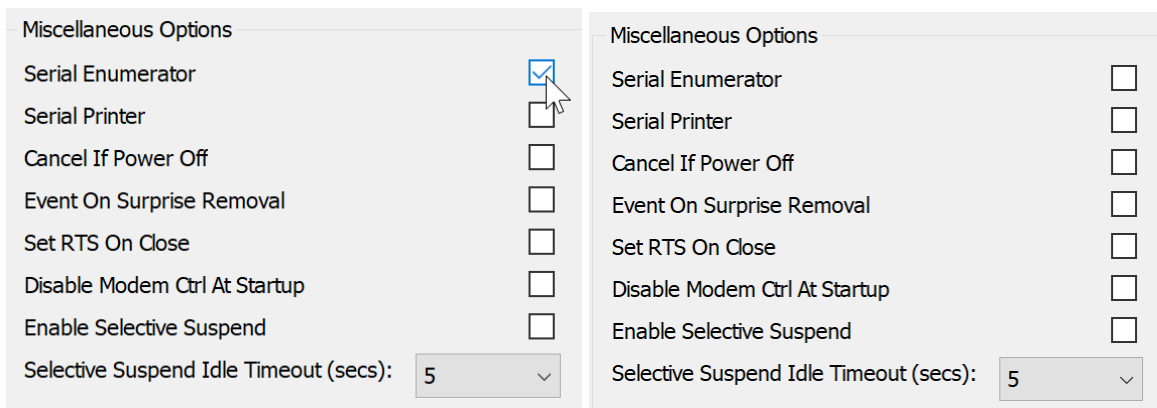 Miscellaneous Options
Serial Enumerator
Serial Printer
Cancel If Power Off
Event On Surprise Removal
Set RTS On Close
Disable Modem Ctrl At Startup
Enable Selective Suspend
Selective Suspend Idle Timeout (secs): 5
Miscellaneous Options
Serial Enumerator
Serial Printer
Cancel If Power Off
Event On Surprise Removal
Set RTS On Close
Disable Modem Ctrl At Startup
Enable Selective Suspend
Selective Suspend Idle Timeout (secs): 5